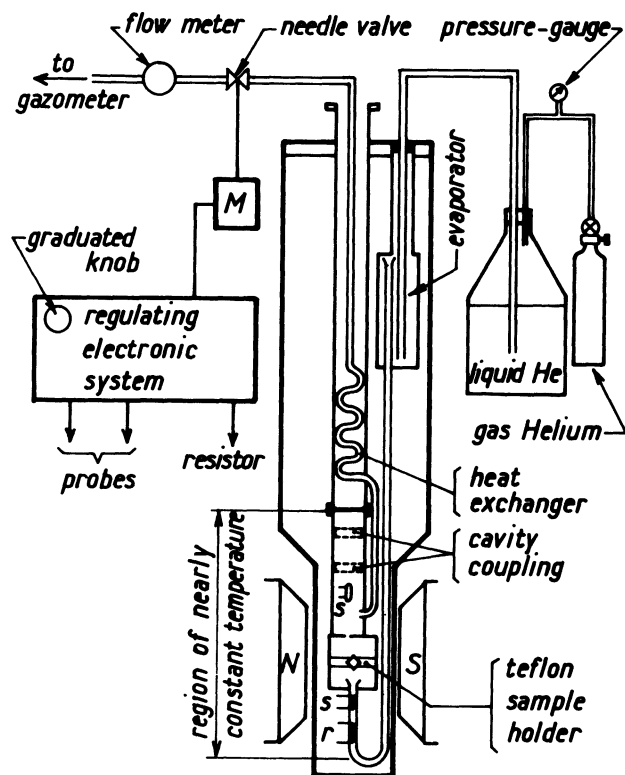 flow meter
needle valve
pressure-gauge
to
gazometer
M
graduated
knob
regulating
electronic
system
probes
resistor
evaporator
liquid He
gas Helium
heat
exchanger
cavity
coupling
region of nearly
constant temperature
s
N
S
s
r
teflon
sample
holder